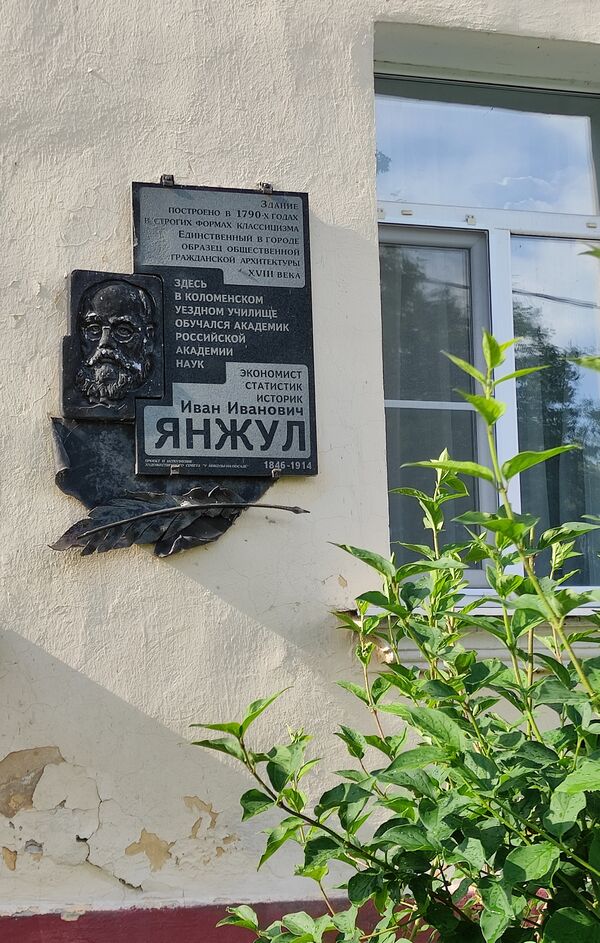 ЗДАНИЕ
ПОСТРОЕНО В 1790-Х ГОДАХ
В СТРОГИХ ФОРМАХ КЛАССИЦИЗМА
ЕДИНСТВЕННЫЙ В ГОРОДЕ
ОБРАЗЕЦ ОБЩЕСТВЕННОЙ
ГРАЖДАНСКОЙ АРХИТЕКТУРЫ
XVIII ВЕКА
ЗДЕСЬ
В КОЛОМЕНСКОМ
УЕЗДНОМ УЧИЛИЩЕ
ОБУЧАЛСЯ АКАДЕМИК
РОССИЙСКОЙ
АКАДЕМИИ
НАУК
ЭКОНОМИСТ
СТАТИСТИК
ИСТОРИК
Иван Иванович
ЯНЖУЛ
1846-1914